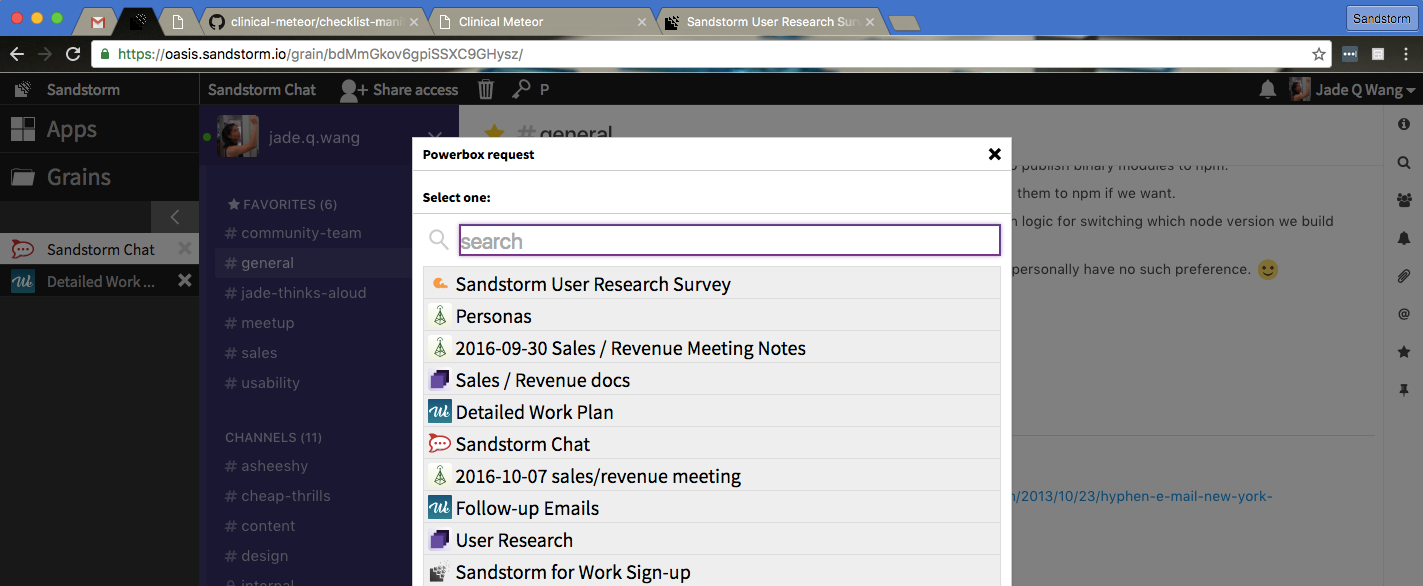 clinical-meteor/checklist-mani
Clinical Meteor
Sandstorm User Research Surv
Sandstorm
https://oasis.sandstorm.io/grain/bdMmGkov6gpiSSXC9GHysz/
Sandstorm
Sandstorm Chat
Share access
P
Jade Q Wang
Apps
Grains
Sandstorm Chat
Detailed Work ...
jade.q.wang
FAVORITES (6)
# community-team
# general
# jade-thinks-aloud
# meetup
# sales
# usability
CHANNELS (11)
# asheeshy
# cheap-thrills
# content
# design
internal
# general
publish binary modules to npm.
them to npm if we want.
logic for switching which node version we build
personally have no such preference.
/2013/10/23/hyphen-e-mail-new-york-
Powerbox request
Select one:
search
Sandstorm User Research Survey
Personas
2016-09-30 Sales / Revenue Meeting Notes
Sales / Revenue docs
Detailed Work Plan
Sandstorm Chat
2016-10-07 sales/revenue meeting
Follow-up Emails
User Research
Sandstorm for Work Sign-up